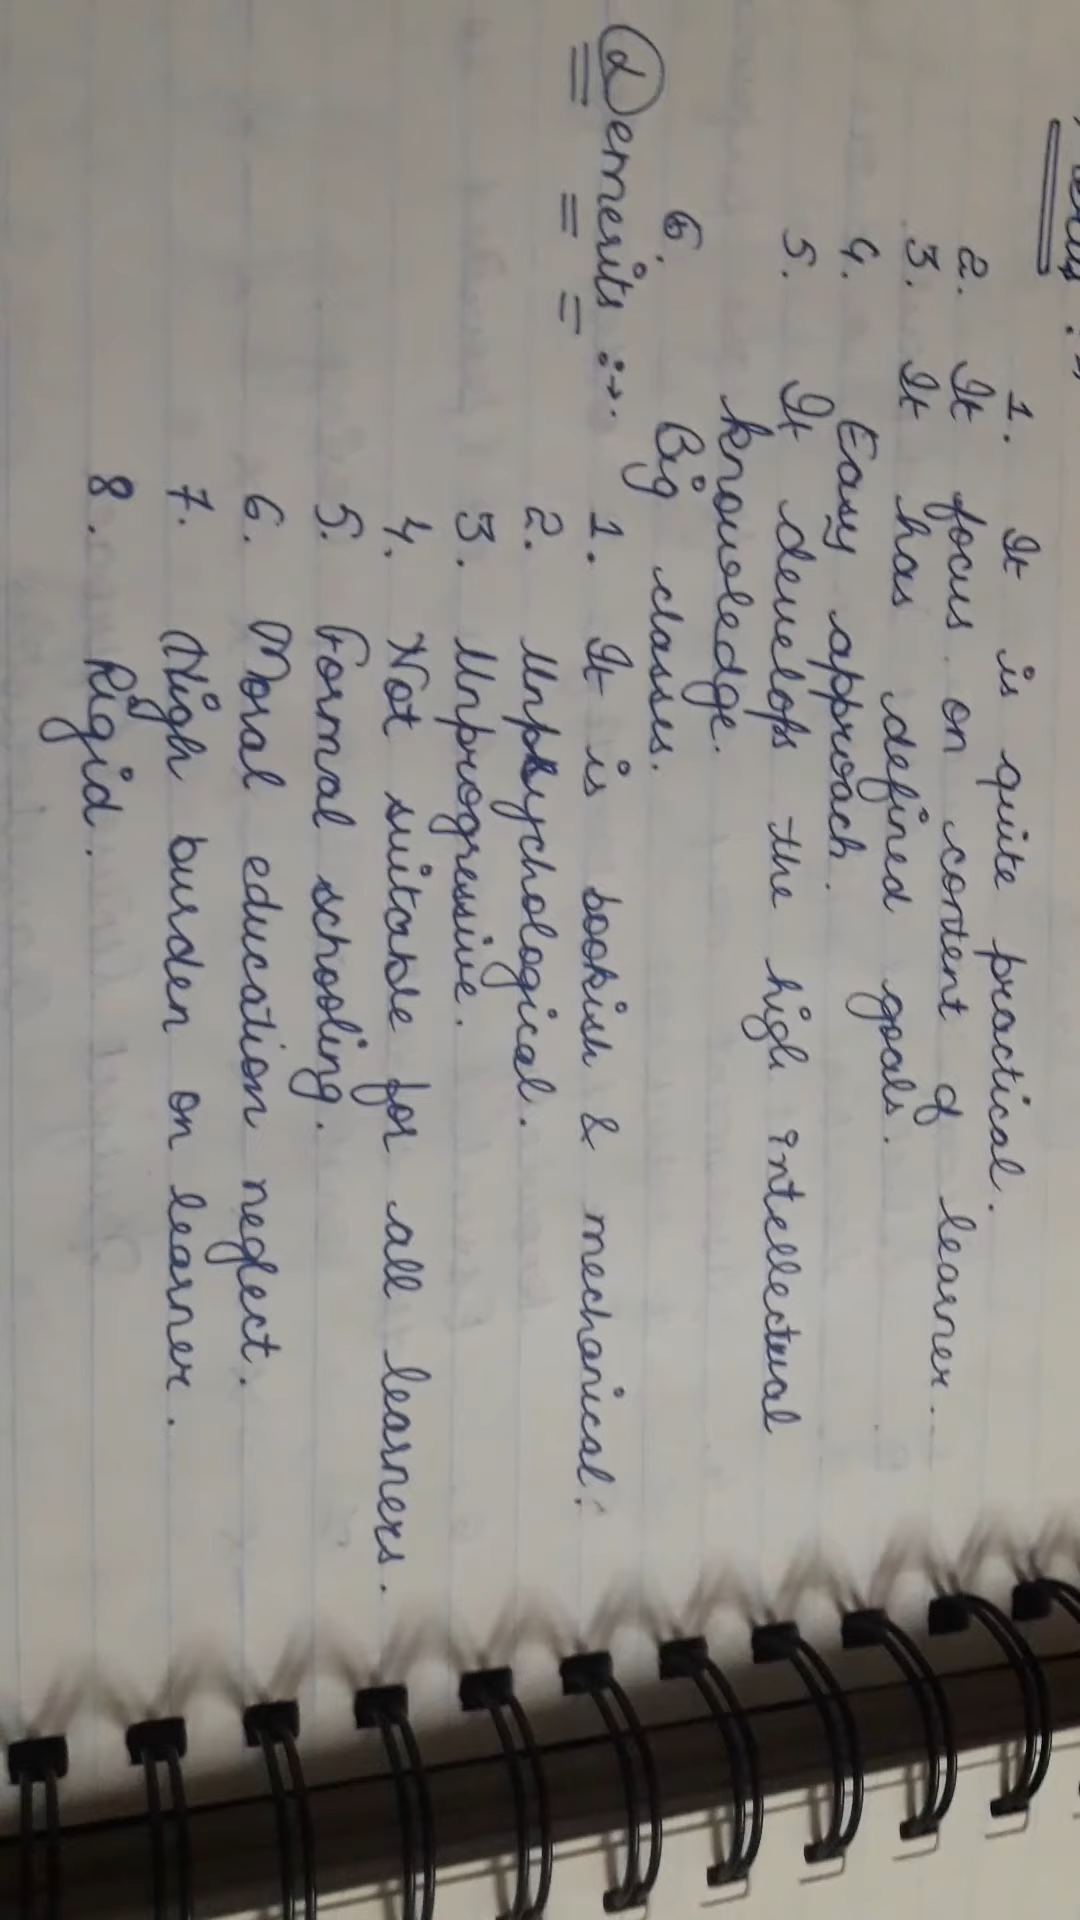 1. It is quite practical.
2. It focus on content of learner.
3. It has defined goals.
4. Easy approach.
5. It develops the high intellectual
knowledge.
6. Big classes.
Demerits :→.
1. It is bookish & mechanical.
2. Unpsychological.
3. Unprogressive.
4. Not suitable for all learners.
5. Formal schooling.
6. Moral education neglect.
7. High burden on learner.
8. Rigid.